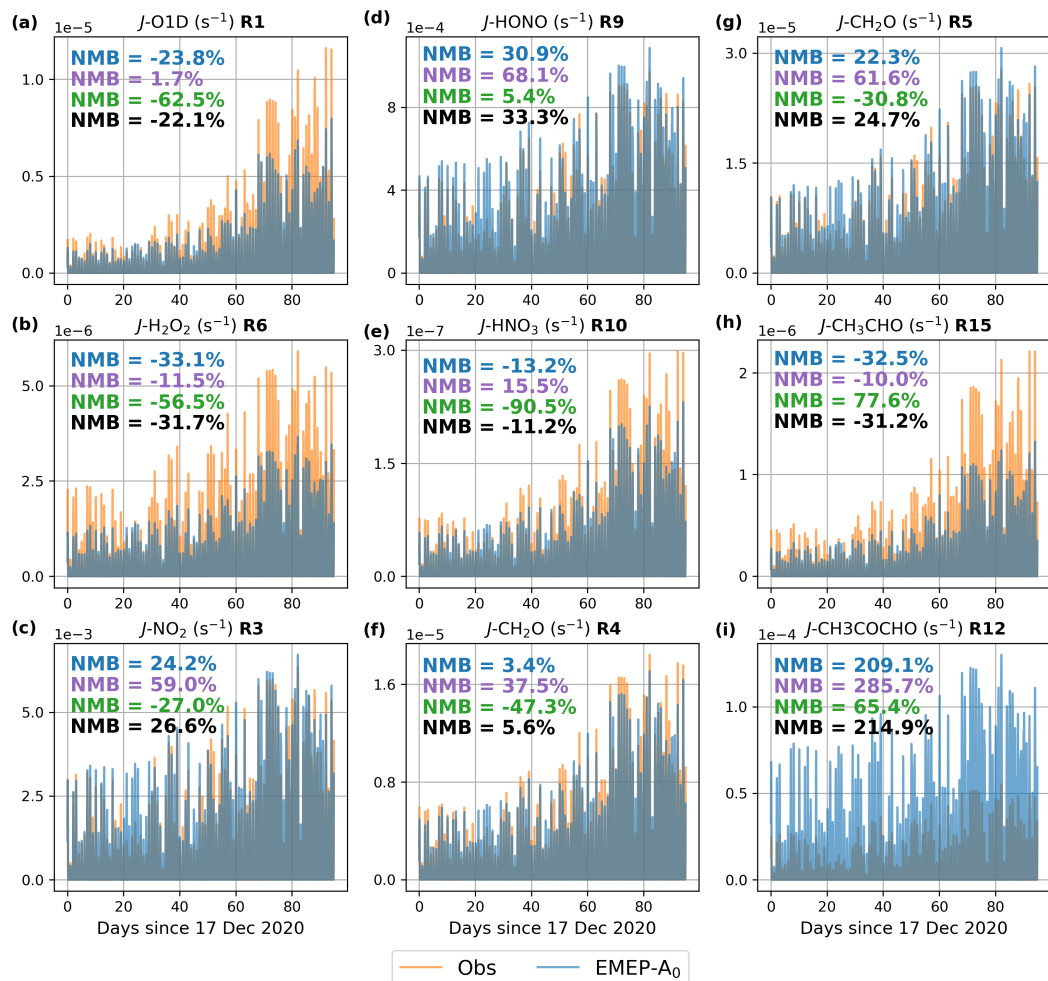 (a) J-O1D (s⁻¹) R1
1e−5
NMB = -23.8%
NMB = 1.7%
NMB = -62.5%
NMB = -22.1%
1.0
0.5
0.0
0 20 40 60 80
(b) J-H₂O₂ (s⁻¹) R6
1e−6
NMB = -33.1%
NMB = -11.5%
NMB = -56.5%
NMB = -31.7%
5.0
2.5
0.0
0 20 40 60 80
(c) J-NO₂ (s⁻¹) R3
1e−3
NMB = 24.2%
NMB = 59.0%
NMB = -27.0%
NMB = 26.6%
5.0
2.5
0.0
0 20 40 60 80
Days since 17 Dec 2020
(d) J-HONO (s⁻¹) R9
1e−4
NMB = 30.9%
NMB = 68.1%
NMB = 5.4%
NMB = 33.3%
8
4
0
0 20 40 60 80
(e) J-HNO₃ (s⁻¹) R10
1e−7
NMB = -13.2%
NMB = 15.5%
NMB = -90.5%
NMB = -11.2%
3.0
1.5
0.0
0 20 40 60 80
(f) J-CH₂O (s⁻¹) R4
1e−5
NMB = 3.4%
NMB = 37.5%
NMB = -47.3%
NMB = 5.6%
1.6
0.8
0.0
0 20 40 60 80
Days since 17 Dec 2020
(g) J-CH₂O (s⁻¹) R5
1e−5
NMB = 22.3%
NMB = 61.6%
NMB = -30.8%
NMB = 24.7%
3.0
1.5
0.0
0 20 40 60 80
(h) J-CH₃CHO (s⁻¹) R15
1e−6
NMB = -32.5%
NMB = -10.0%
NMB = 77.6%
NMB = -31.2%
2
1
0
0 20 40 60 80
(i) J-CH3COCHO (s⁻¹) R12
1e−4
NMB = 209.1%
NMB = 285.7%
NMB = 65.4%
NMB = 214.9%
1.0
0.5
0.0
0 20 40 60 80
Days since 17 Dec 2020
Obs EMEP-A₀